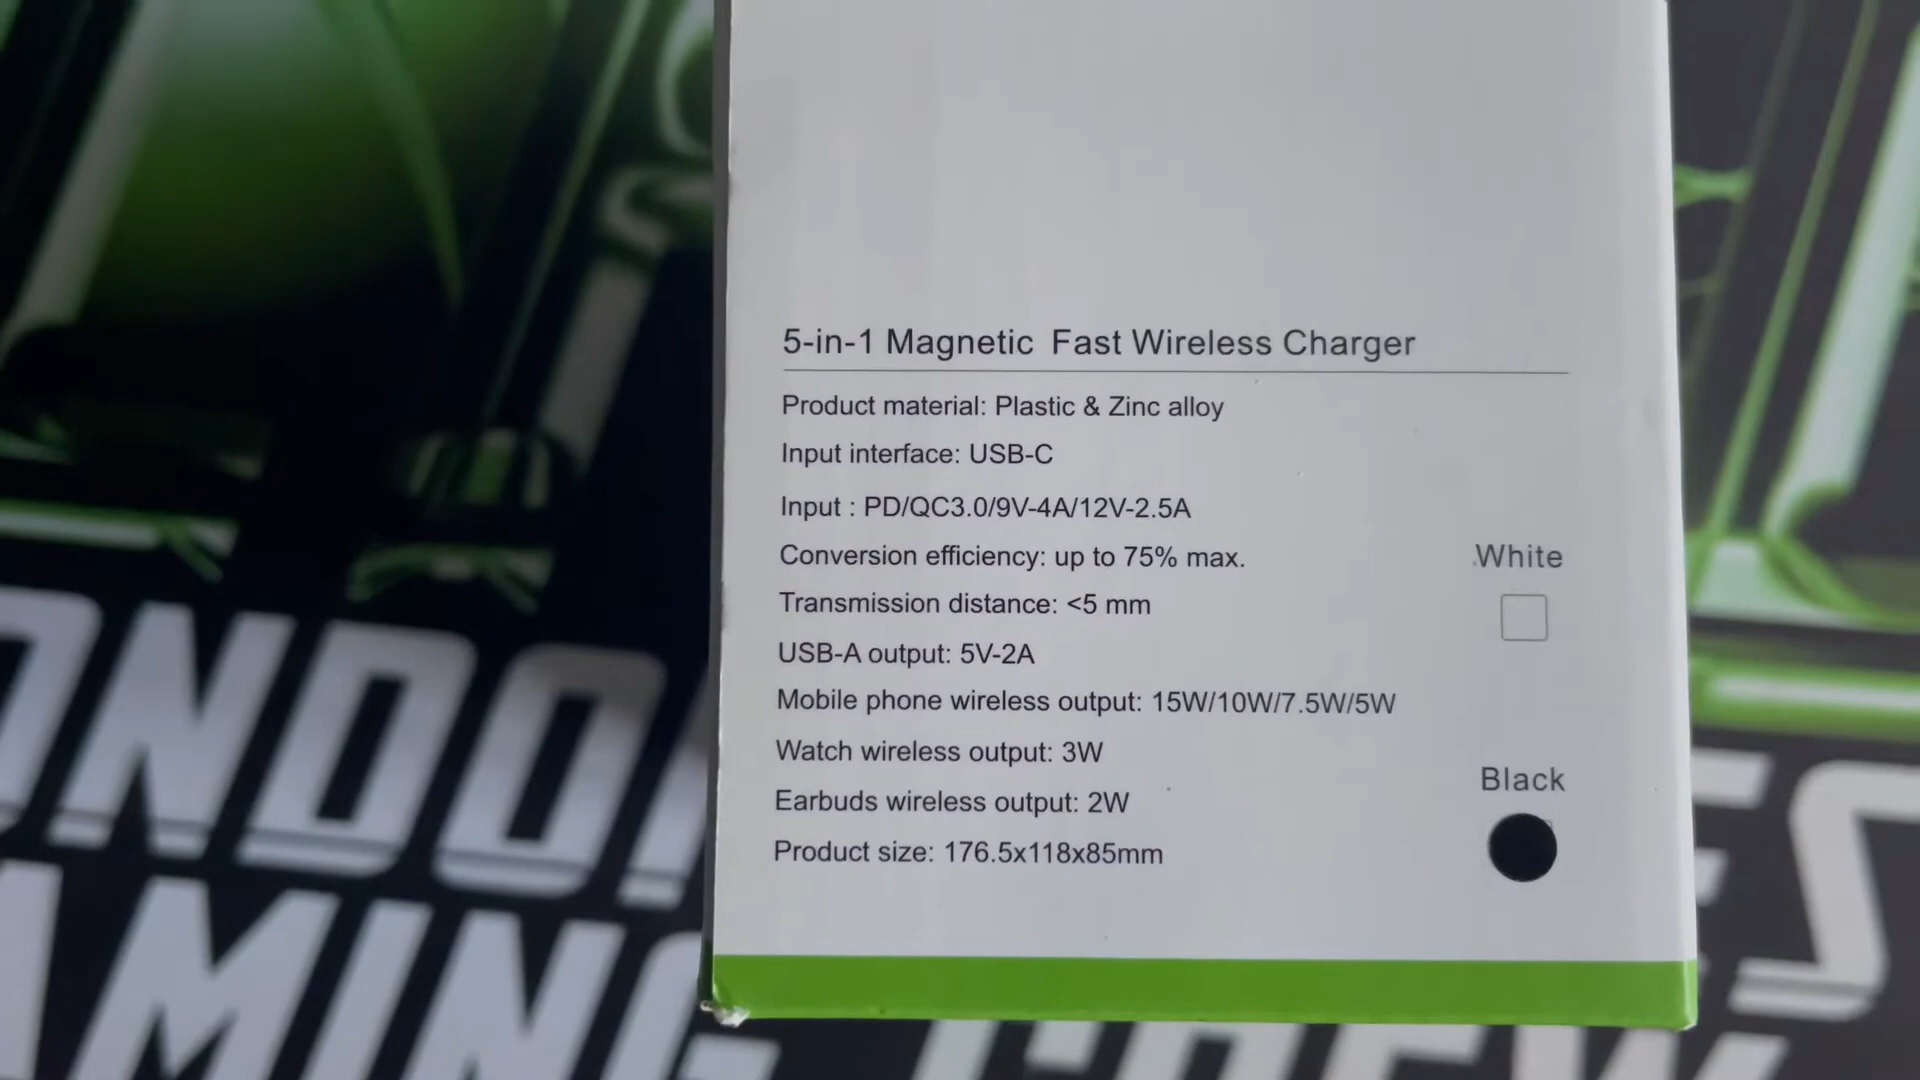 5-in-1 Magnetic Fast Wireless Charger
Product material: Plastic & Zinc alloy
Input interface: USB-C
Input : PD/QC3.0/9V-4A/12V-2.5A
Conversion efficiency: up to 75% max.
Transmission distance: <5 mm
USB-A output: 5V-2A
Mobile phone wireless output: 15W/10W/7.5W/5W
Watch wireless output: 3W
Earbuds wireless output: 2W
Product size: 176.5x118x85mm
White
Black